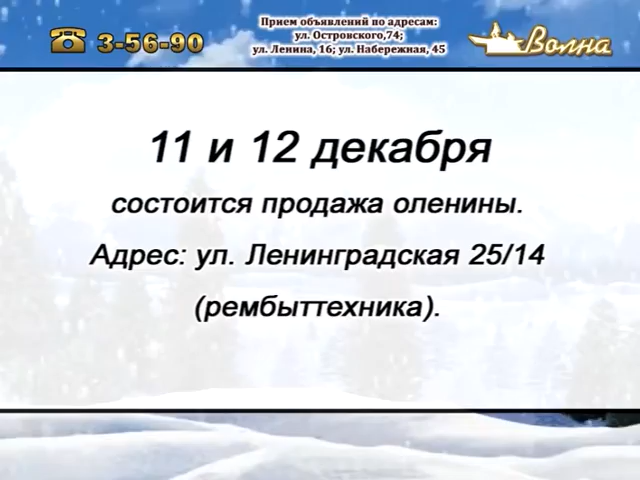 ☎ 3-56-90
Прием объявлений по адресам:
ул. Островского,74;
ул. Ленина, 16; ул. Набережная, 45
Волна
11 и 12 декабря
состоится продажа оленины.
Адрес: ул. Ленинградская 25/14
(рембыттехника).